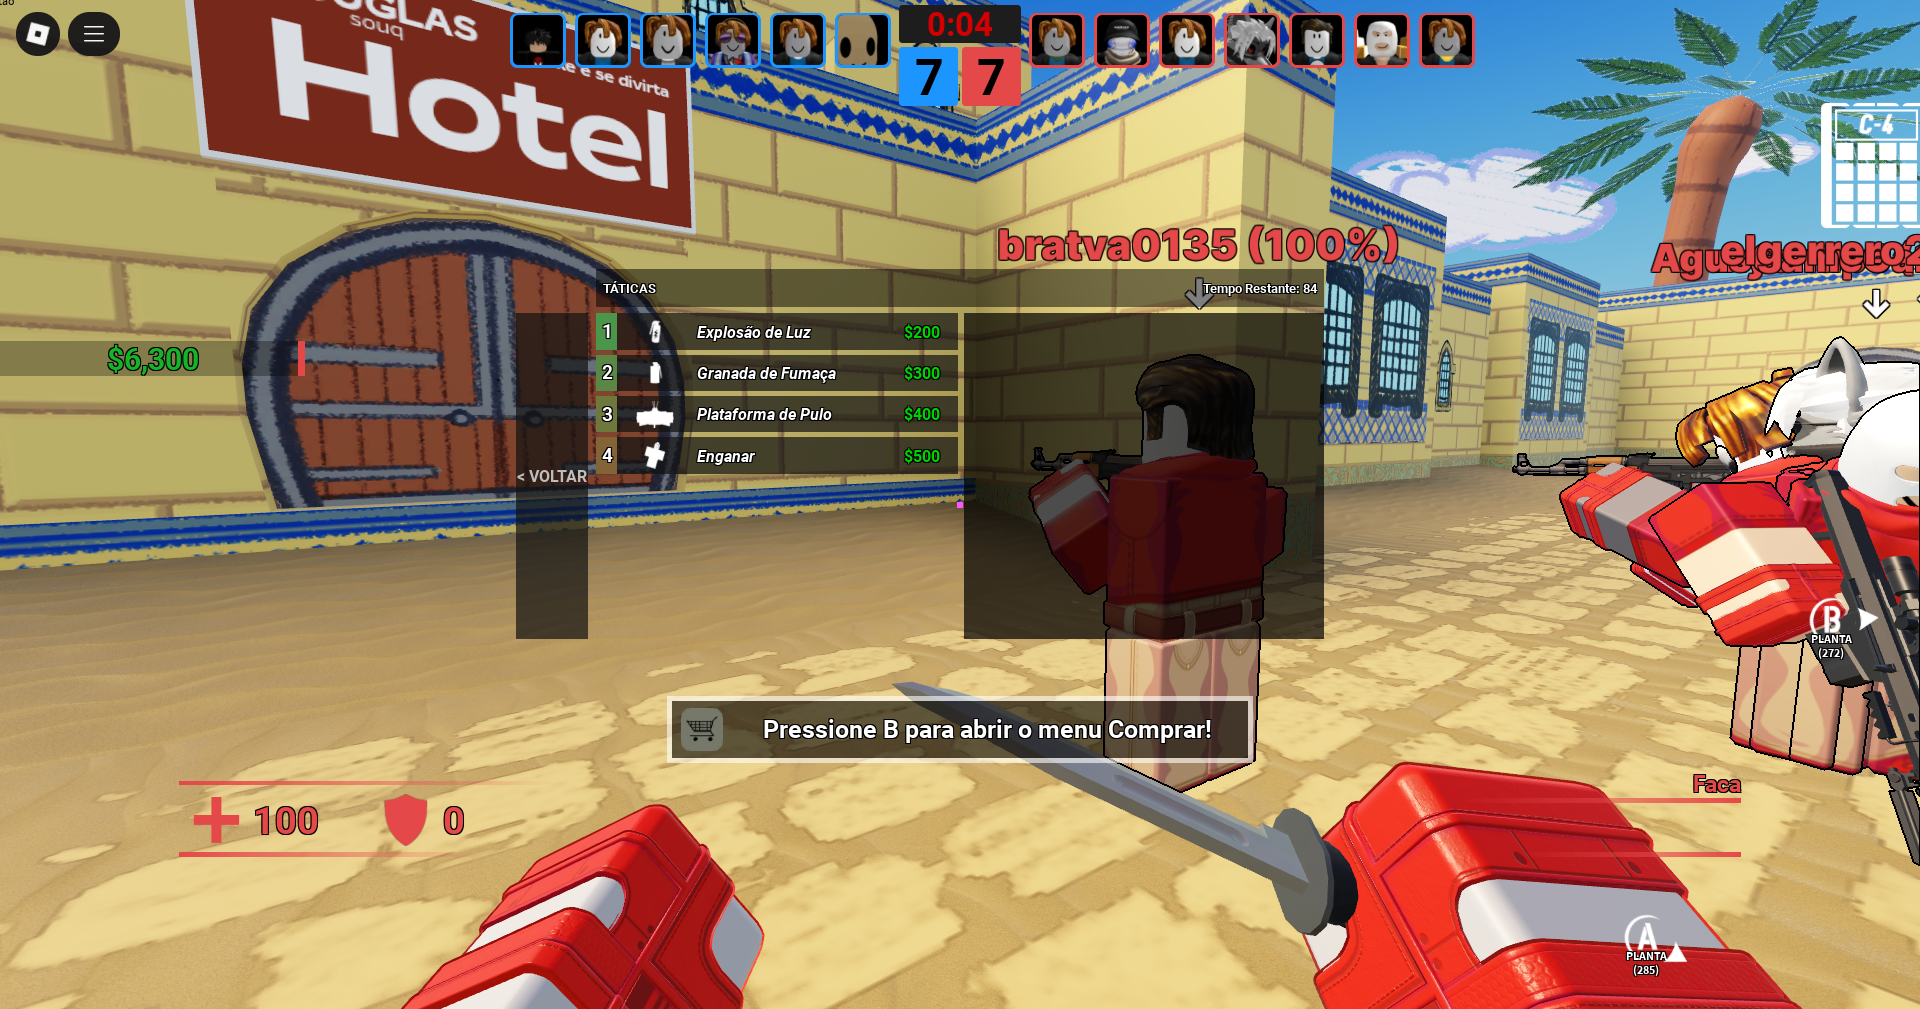 UGLAS
souq
e e se divirta
Hotel
0:04
7 7
C-4
bratva0135 (100%)
elgerrero2
TÁTICAS
Tempo Restante: 84
1 Explosão de Luz $200
2 Granada de Fumaça $300
3 Plataforma de Pulo $400
4 Enganar $500
< VOLTAR
$6,300
B
PLANTA
(272)
Pressione B para abrir o menu Comprar!
Faca
100 0
A
PLANTA
(285)